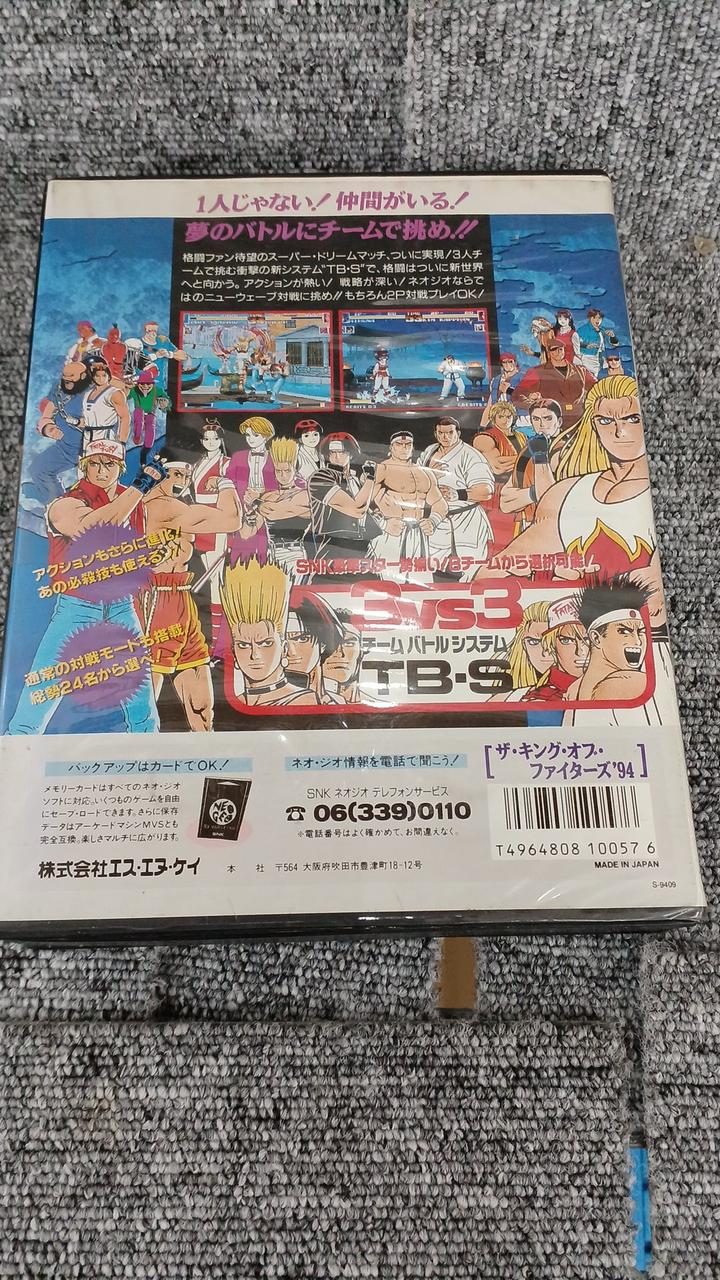 1人じゃない!仲間がいる!
夢のバトルにチームで挑め!!
格闘ファン待望のスーパー・ドリームマッチ、ついに実現!3人チ
ームで挑む衝撃の新システム"TB・S"で、格闘はついに新世界
へと向かう。アクションが熱い! 戦略が深い!ネオジオならで
はのニューウェーブ対戦に挑め!!もちろん2P対戦プレイOK!
アクションもさらに進化!
あの必殺技も使える!!
SNK スター勢揃い!8チームから選択可能!
3vs3
チームバトルシステム
TB・S
通常の対戦モードも搭載!
総勢24名から選べ!
FATAL
バックアップはカードでOK!
メモリーカードはすべてのネオ・ジオ
ソフトに対応。いくつものゲームを自由
にセーブ・ロードできます。さらに保存
データはアーケードマシンMVSとも
完全互換。楽しさマルチに広がります。
NEO GEO
SNK
ネオ・ジオ情報を電話で聞こう!
SNK ネオジオ テレフォンサービス
☎ 06(339)0110
※電話番号はよく確かめて、お間違えなく。
[ザ・キング・オブ・
ファイターズ'94]
T4964808 10057 6
MADE IN JAPAN
株式会社エス・エヌ・ケイ 本 社 〒564 大阪府吹田市豊津町18-12号
S-9409